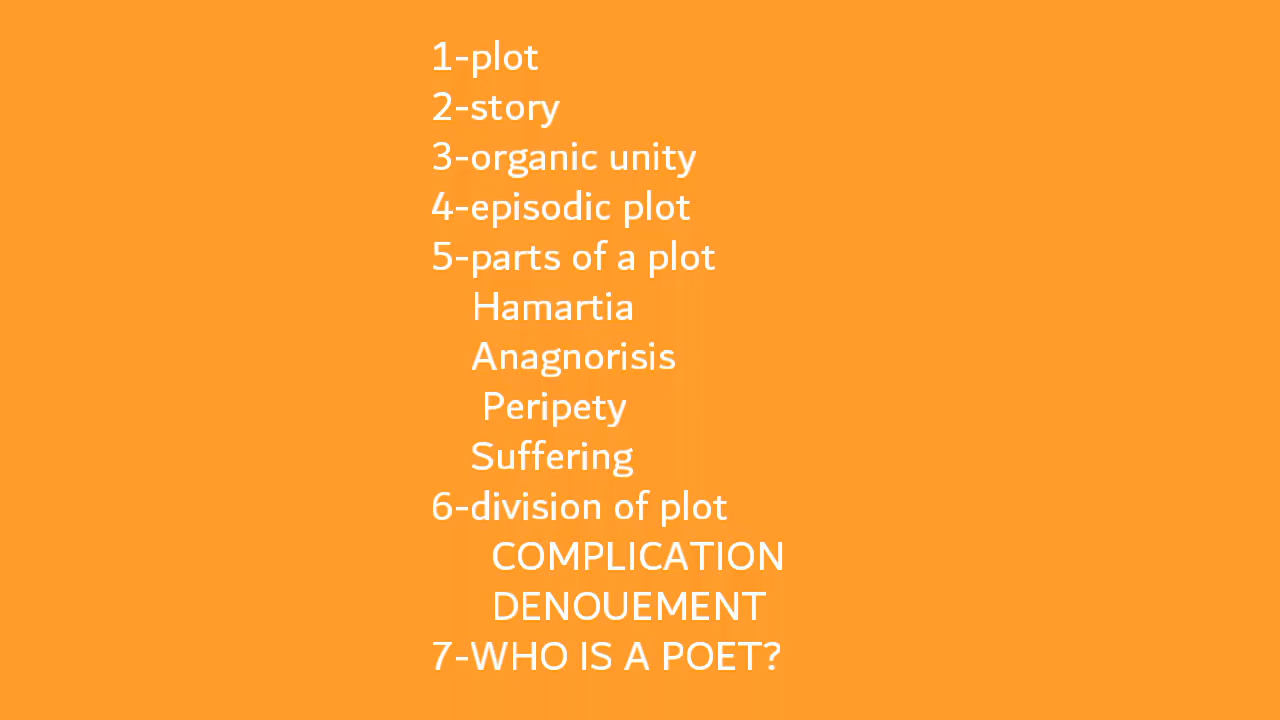 1-plot
2-story
3-organic unity
4-episodic plot
5-parts of a plot
Hamartia
Anagnorisis
Peripety
Suffering
6-division of plot
COMPLICATION
DENOUEMENT
7-WHO IS A POET?